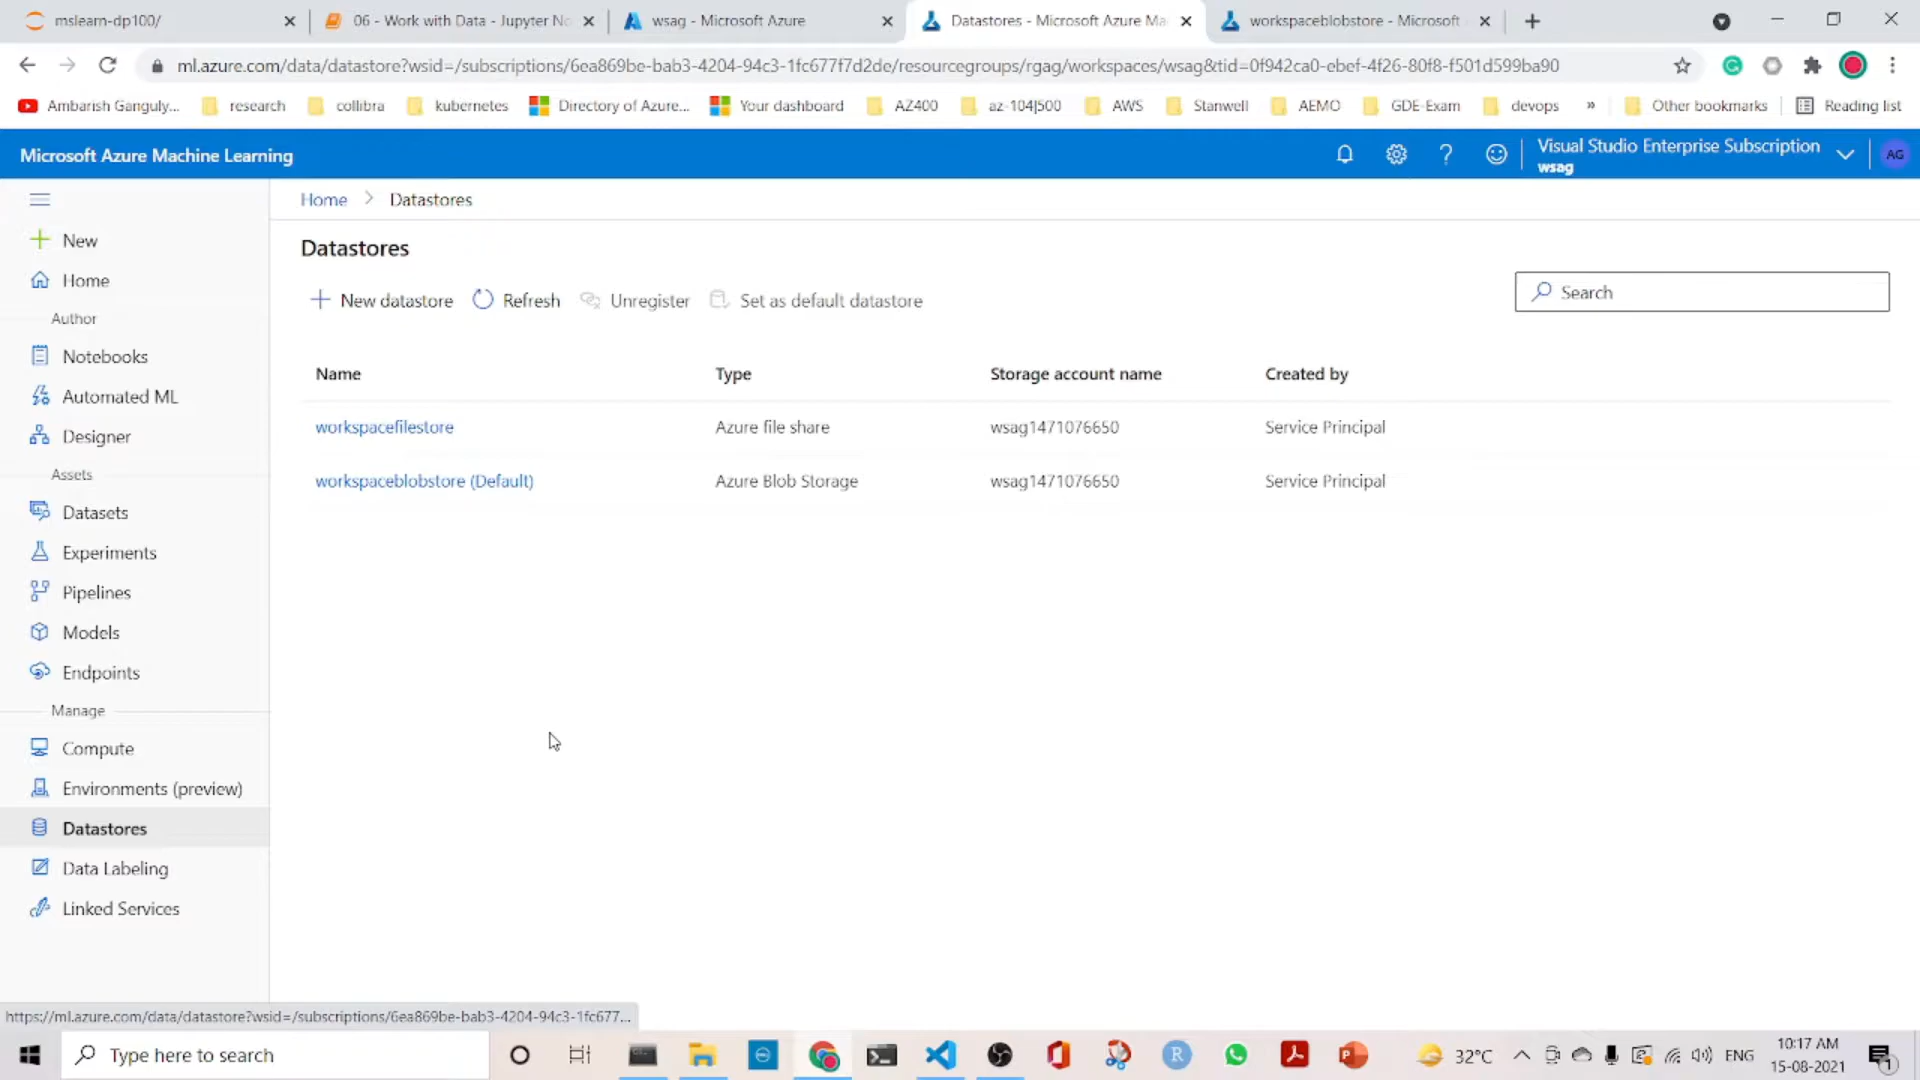 mslearn-dp100/
06 - Work with Data - Jupyter No
wsag - Microsoft Azure
Datastores - Microsoft Azure Ma
workspaceblobstore - Microsoft
ml.azure.com/data/datastore?wsid=/subscriptions/6ea869be-bab3-4204-94c3-1fc677f7d2de/resourcegroups/rgag/workspaces/wsag&tid=0f942ca0-ebef-4f26-80f8-f501d599ba90
Ambarish Ganguly...
research
collibra
kubernetes
Directory of Azure...
Your dashboard
AZ400
az-104|500
AWS
Stanwell
AEMO
GDE-Exam
devops
»
Other bookmarks
Reading list
Microsoft Azure Machine Learning
Visual Studio Enterprise Subscription
wsag
AG
Home > Datastores
New
Home
Author
Notebooks
Automated ML
Designer
Assets
Datasets
Experiments
Pipelines
Models
Endpoints
Manage
Compute
Environments (preview)
Datastores
Data Labeling
Linked Services
Datastores
New datastore
Refresh
Unregister
Set as default datastore
Search
Name Type Storage account name Created by
workspacefilestore Azure file share wsag1471076650 Service Principal
workspaceblobstore (Default) Azure Blob Storage wsag1471076650 Service Principal
https://ml.azure.com/data/datastore?wsid=/subscriptions/6ea869be-bab3-4204-94c3-1fc677...
Type here to search
32°C
ENG
10:17 AM
15-08-2021
1